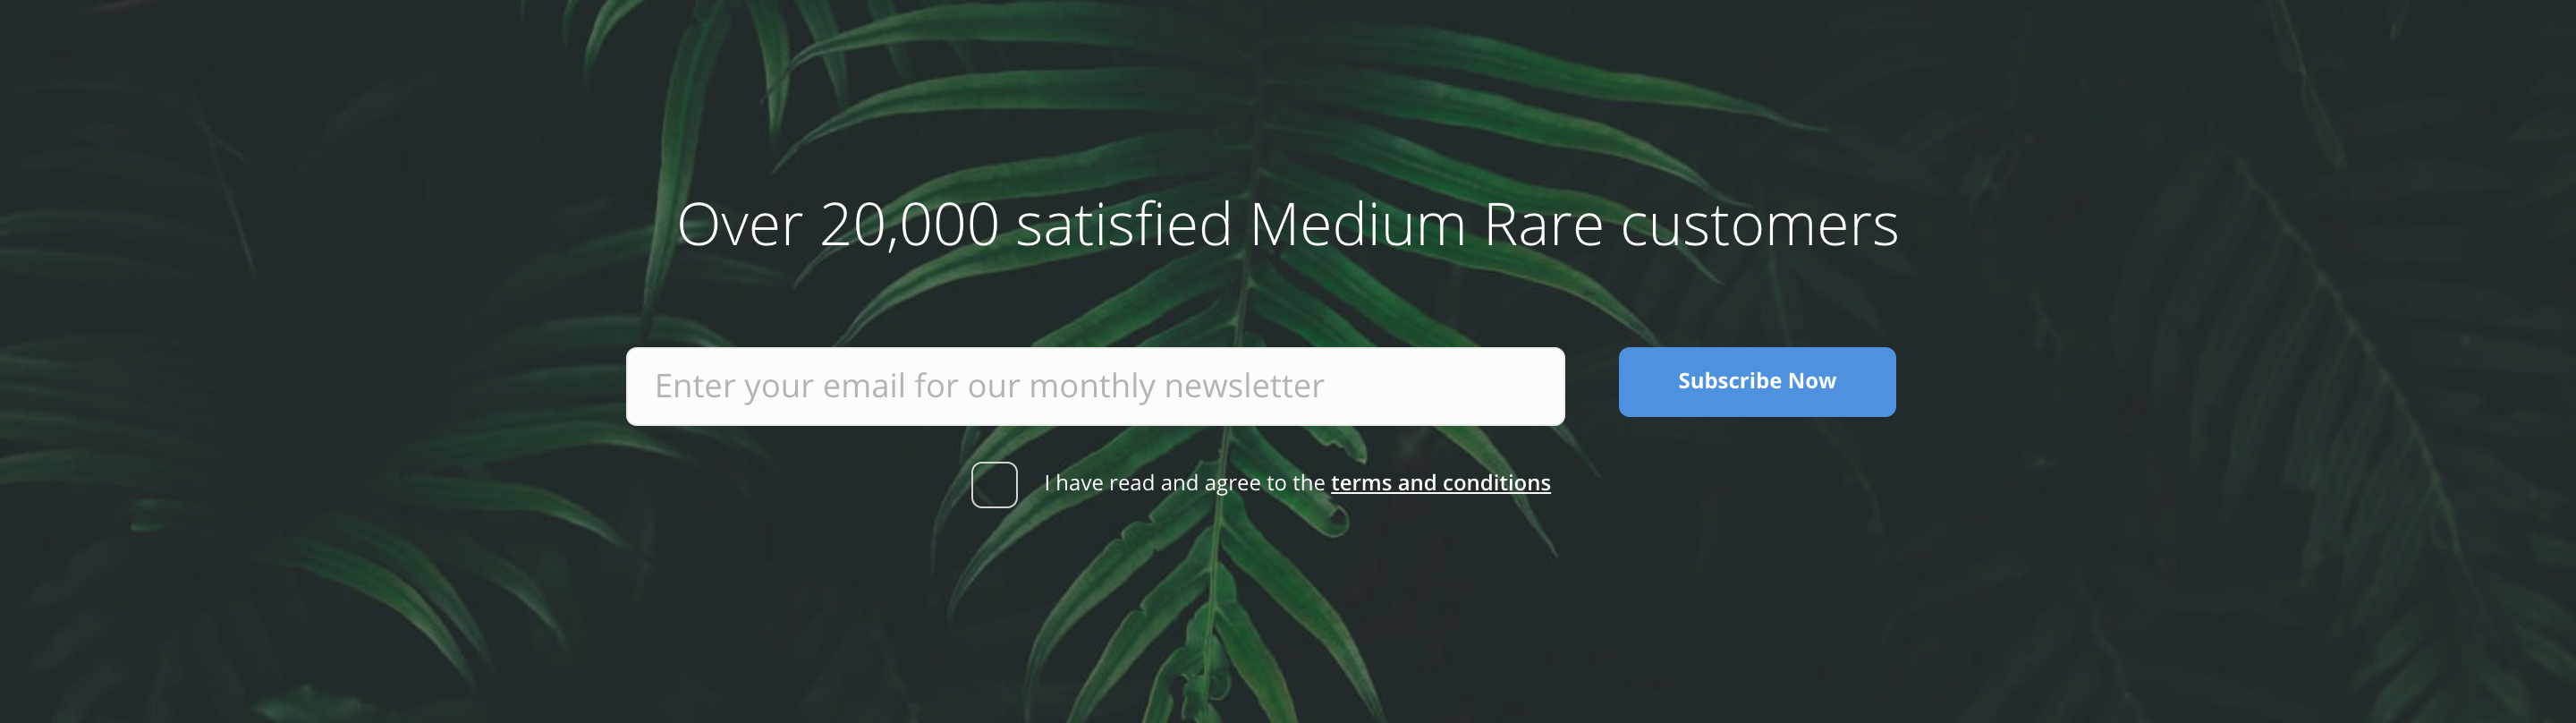 Over 20,000 satisfied Medium Rare customers
Enter your email for our monthly newsletter
Subscribe Now
I have read and agree to the terms and conditions